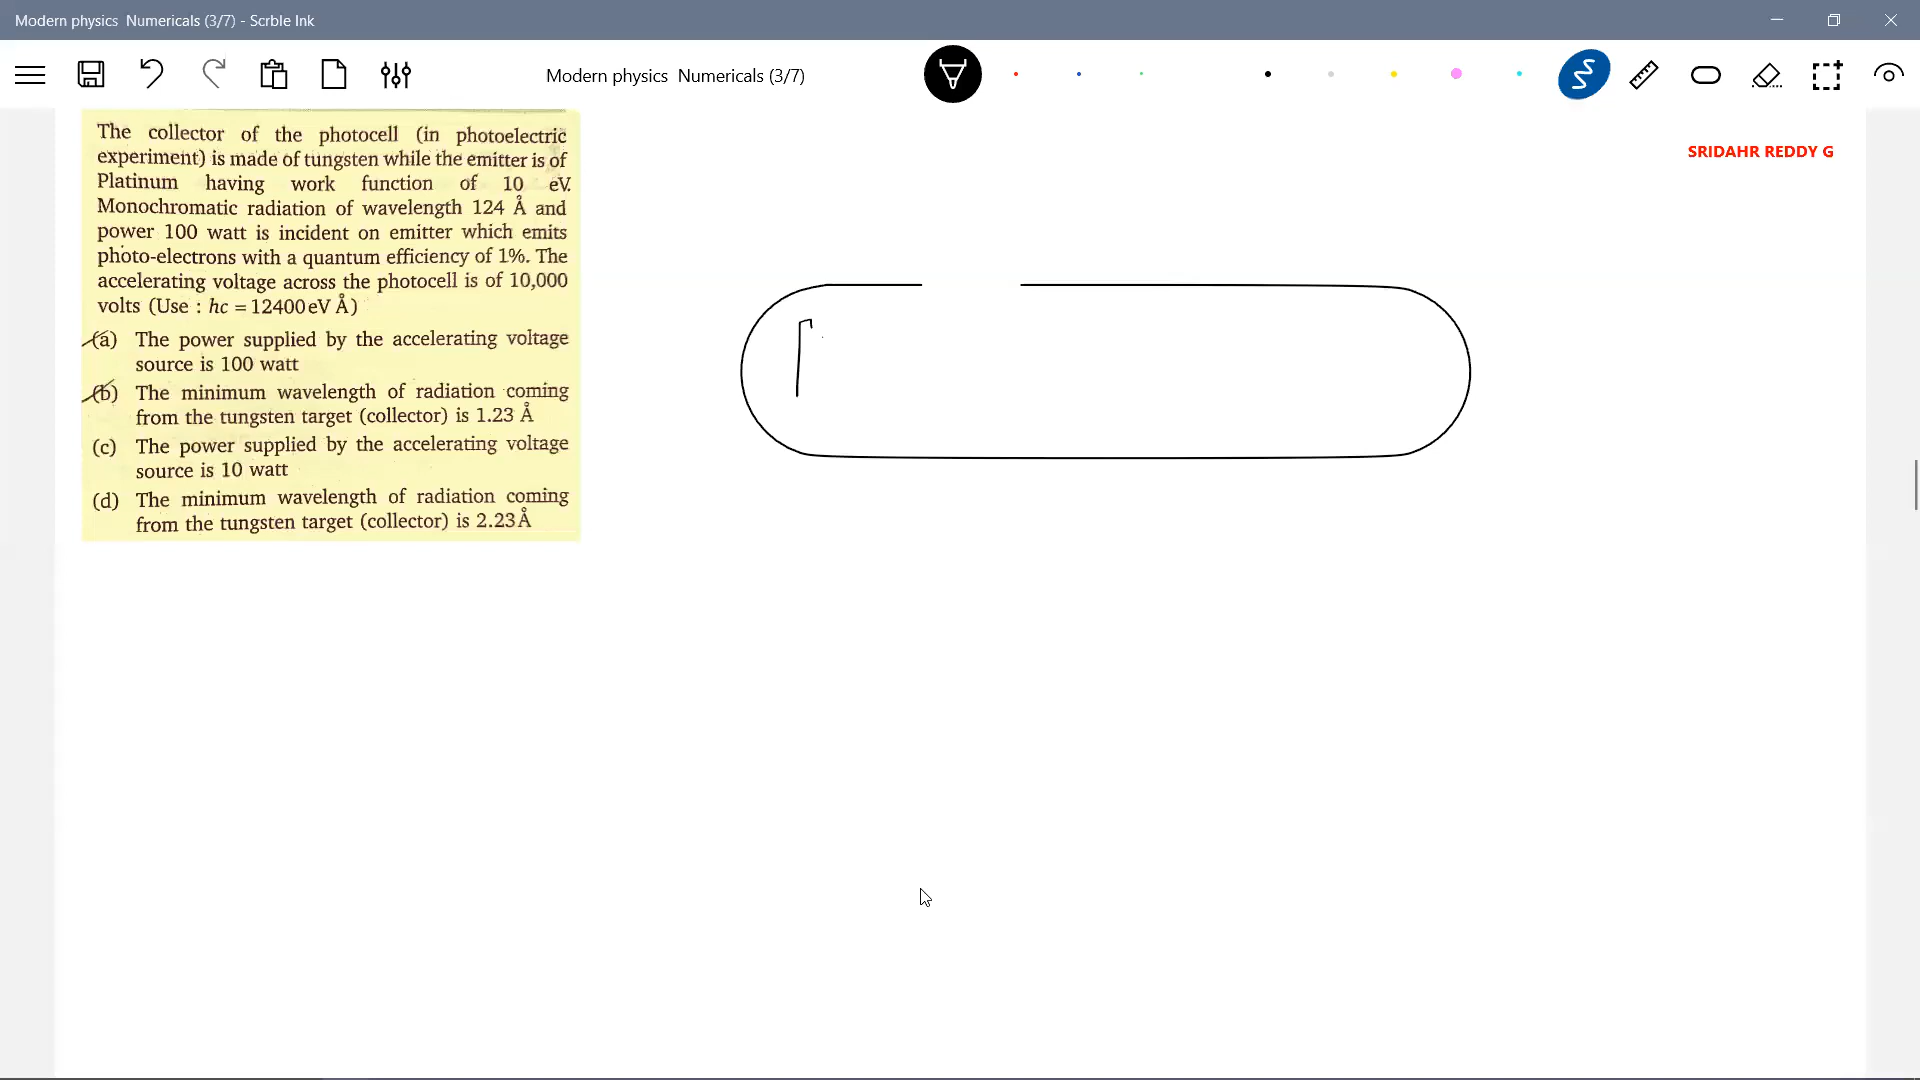 Modern physics Numericals (3/7) - Scrble Ink
Modern physics Numericals (3/7)
SRIDAHR REDDY G
The collector of the photocell (in photoelectric
experiment) is made of tungsten while the emitter is of
Platinum having work function of 10 eV.
Monochromatic radiation of wavelength 124 Å and
power 100 watt is incident on emitter which emits
photo-electrons with a quantum efficiency of 1%. The
accelerating voltage across the photocell is of 10,000
volts (Use : hc = 12400 eV Å)
(a) The power supplied by the accelerating voltage
source is 100 watt
(b) The minimum wavelength of radiation coming
from the tungsten target (collector) is 1.23 Å
(c) The power supplied by the accelerating voltage
source is 10 watt
(d) The minimum wavelength of radiation coming
from the tungsten target (collector) is 2.23 Å